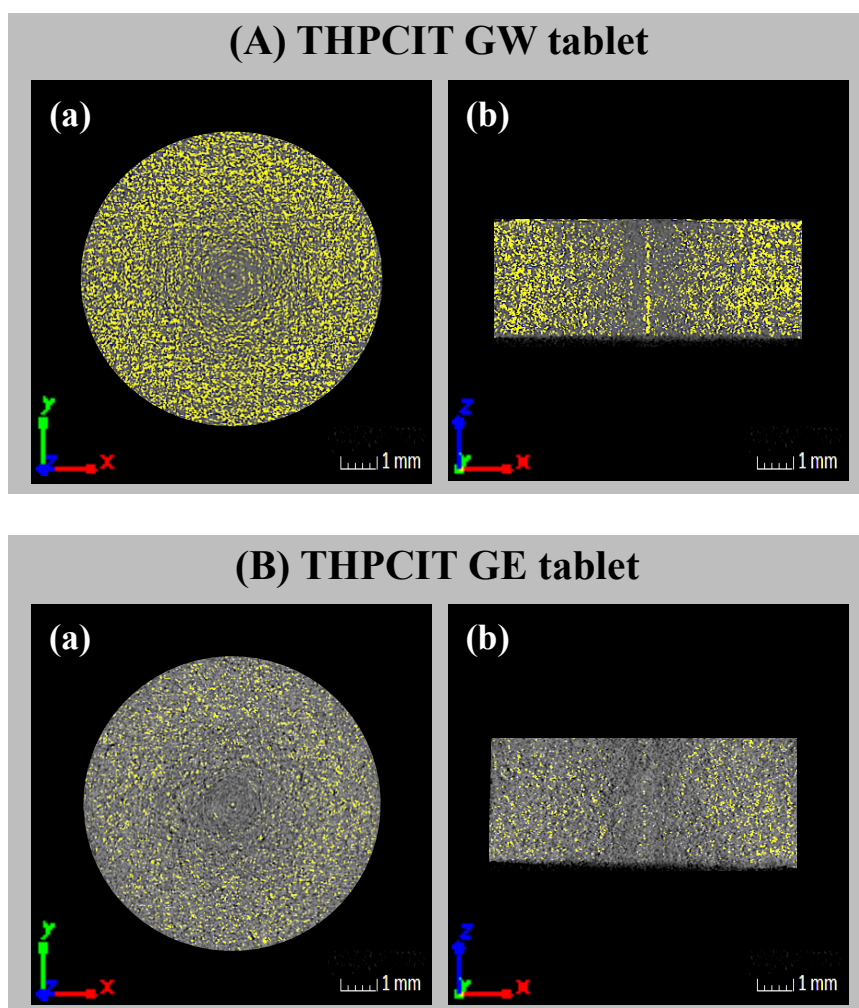 (A) THPCIT GW tablet
(a)
(b)
y
z
x
1 mm
z
y
x
1 mm
(B) THPCIT GE tablet
(a)
(b)
y
z
x
1 mm
z
y
x
1 mm